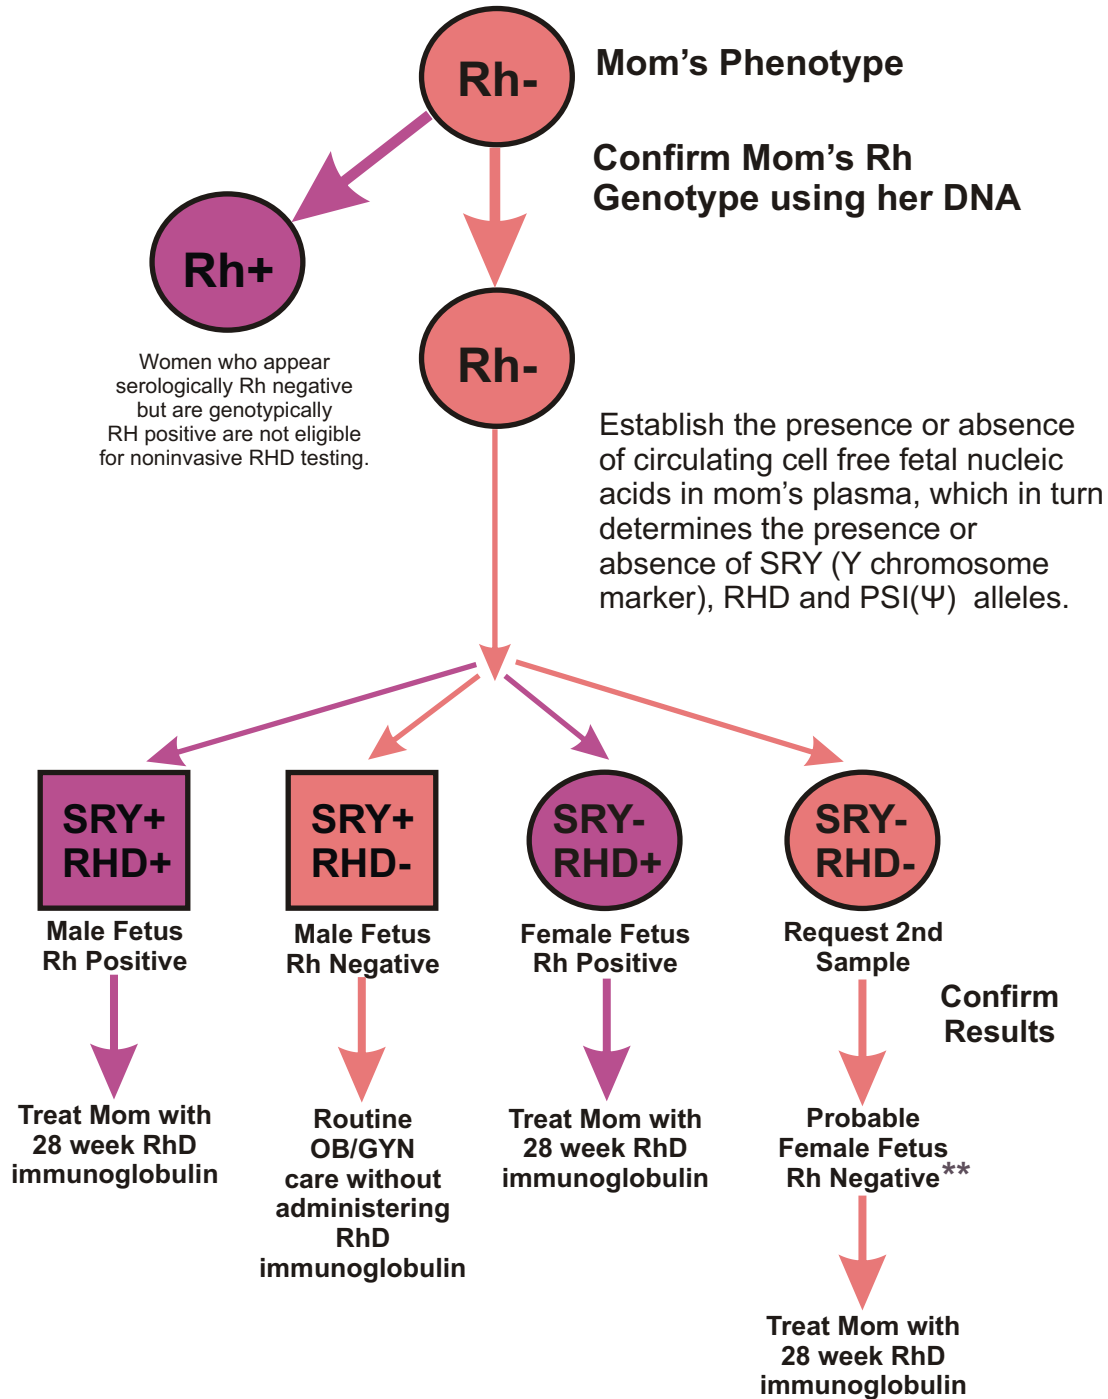 Rh-
Mom's Phenotype
Confirm Mom's Rh
Genotype using her DNA
Rh+
Women who appear
serologically Rh negative
but are genotypically
RH positive are not eligible
for noninvasive RHD testing.
Rh-
Establish the presence or absence
of circulating cell free fetal nucleic
acids in mom's plasma, which in turn
determines the presence or
absence of SRY (Y chromosome
marker), RHD and PSI(Ψ) alleles.
SRY+
RHD+
Male Fetus
Rh Positive
Treat Mom with
28 week RhD
immunoglobulin
SRY+
RHD-
Male Fetus
Rh Negative
Routine
OB/GYN
care without
administering
RhD
immunoglobulin
SRY-
RHD+
Female Fetus
Rh Positive
Treat Mom with
28 week RhD
immunoglobulin
SRY-
RHD-
Request 2nd
Sample
Confirm
Results
Probable
Female Fetus
Rh Negative**
Treat Mom with
28 week RhD
immunoglobulin